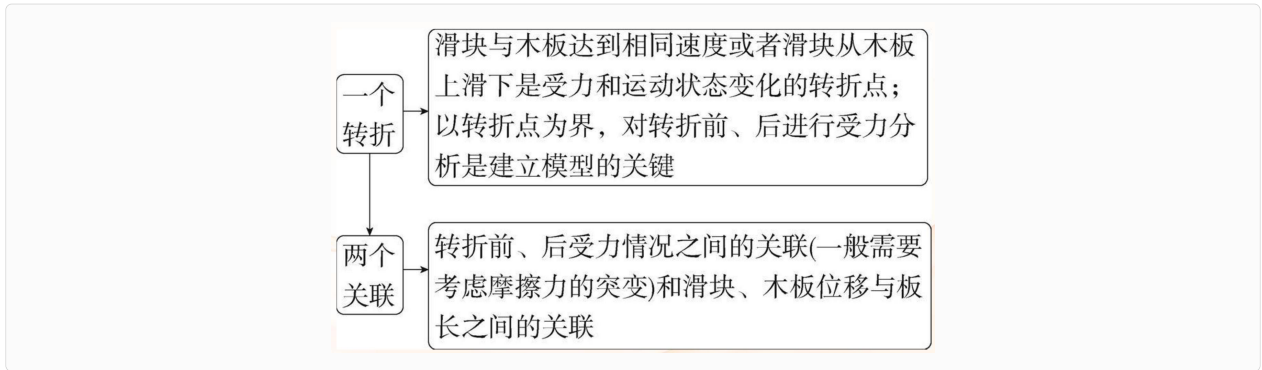 一个
转折
滑块与木板达到相同速度或者滑块从木板
上滑下是受力和运动状态变化的转折点；
以转折点为界，对转折前、后进行受力分
析是建立模型的关键
两个
关联
转折前、后受力情况之间的关联(一般需要
考虑摩擦力的突变)和滑块、木板位移与板
长之间的关联